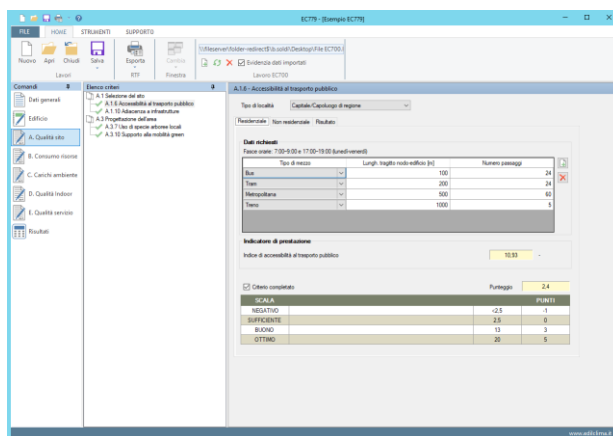 EC779 - [Esempio EC779]
FILE HOME STRUMENTI SUPPORTO
Nuovo Apri Chiudi Salva Esporta Cambia
\\fileserver\folder-redirect$\b.soldi\Desktop\File EC700.(
Evidenzia dati importati
Lavori RTF Finestra Lavoro EC700
Comandi
Dati generali
Edificio
A. Qualità sito
B. Consumo risorse
C. Carichi ambiente
D. Qualità Indoor
E. Qualità servizio
Risultati
Elenco criteri
A.1 Selezione del sito
A.1.6 Accessibilità al trasporto pubblico
A.1.10 Adiacenza a infrastrutture
A.3 Progettazione dell'area
A.3.7 Uso di specie arboree locali
A.3.10 Supporto alla mobilità green
A.1.6 - Accessibilità al trasporto pubblico
Tipo di località Capitale/Capoluogo di regione
Residenziale Non residenziale Risultato
Dati richiesti
Fasce orarie: 7:00-9:00 e 17:00-19:00 (lunedì-venerdì)
Tipo di mezzo Lungh. tragitto nodo-edificio [m] Numero passaggi
Bus 100 24
Tram 200 24
Metropolitana 500 60
Treno 1000 5
Indicatore di prestazione
Indice di accessibilità al trasporto pubblico 10,93 -
Criterio completato Punteggio 2,4
SCALA PUNTI
NEGATIVO <2.5 -1
SUFFICIENTE 2.5 0
BUONO 13 3
OTTIMO 20 5
www.edilclima.it